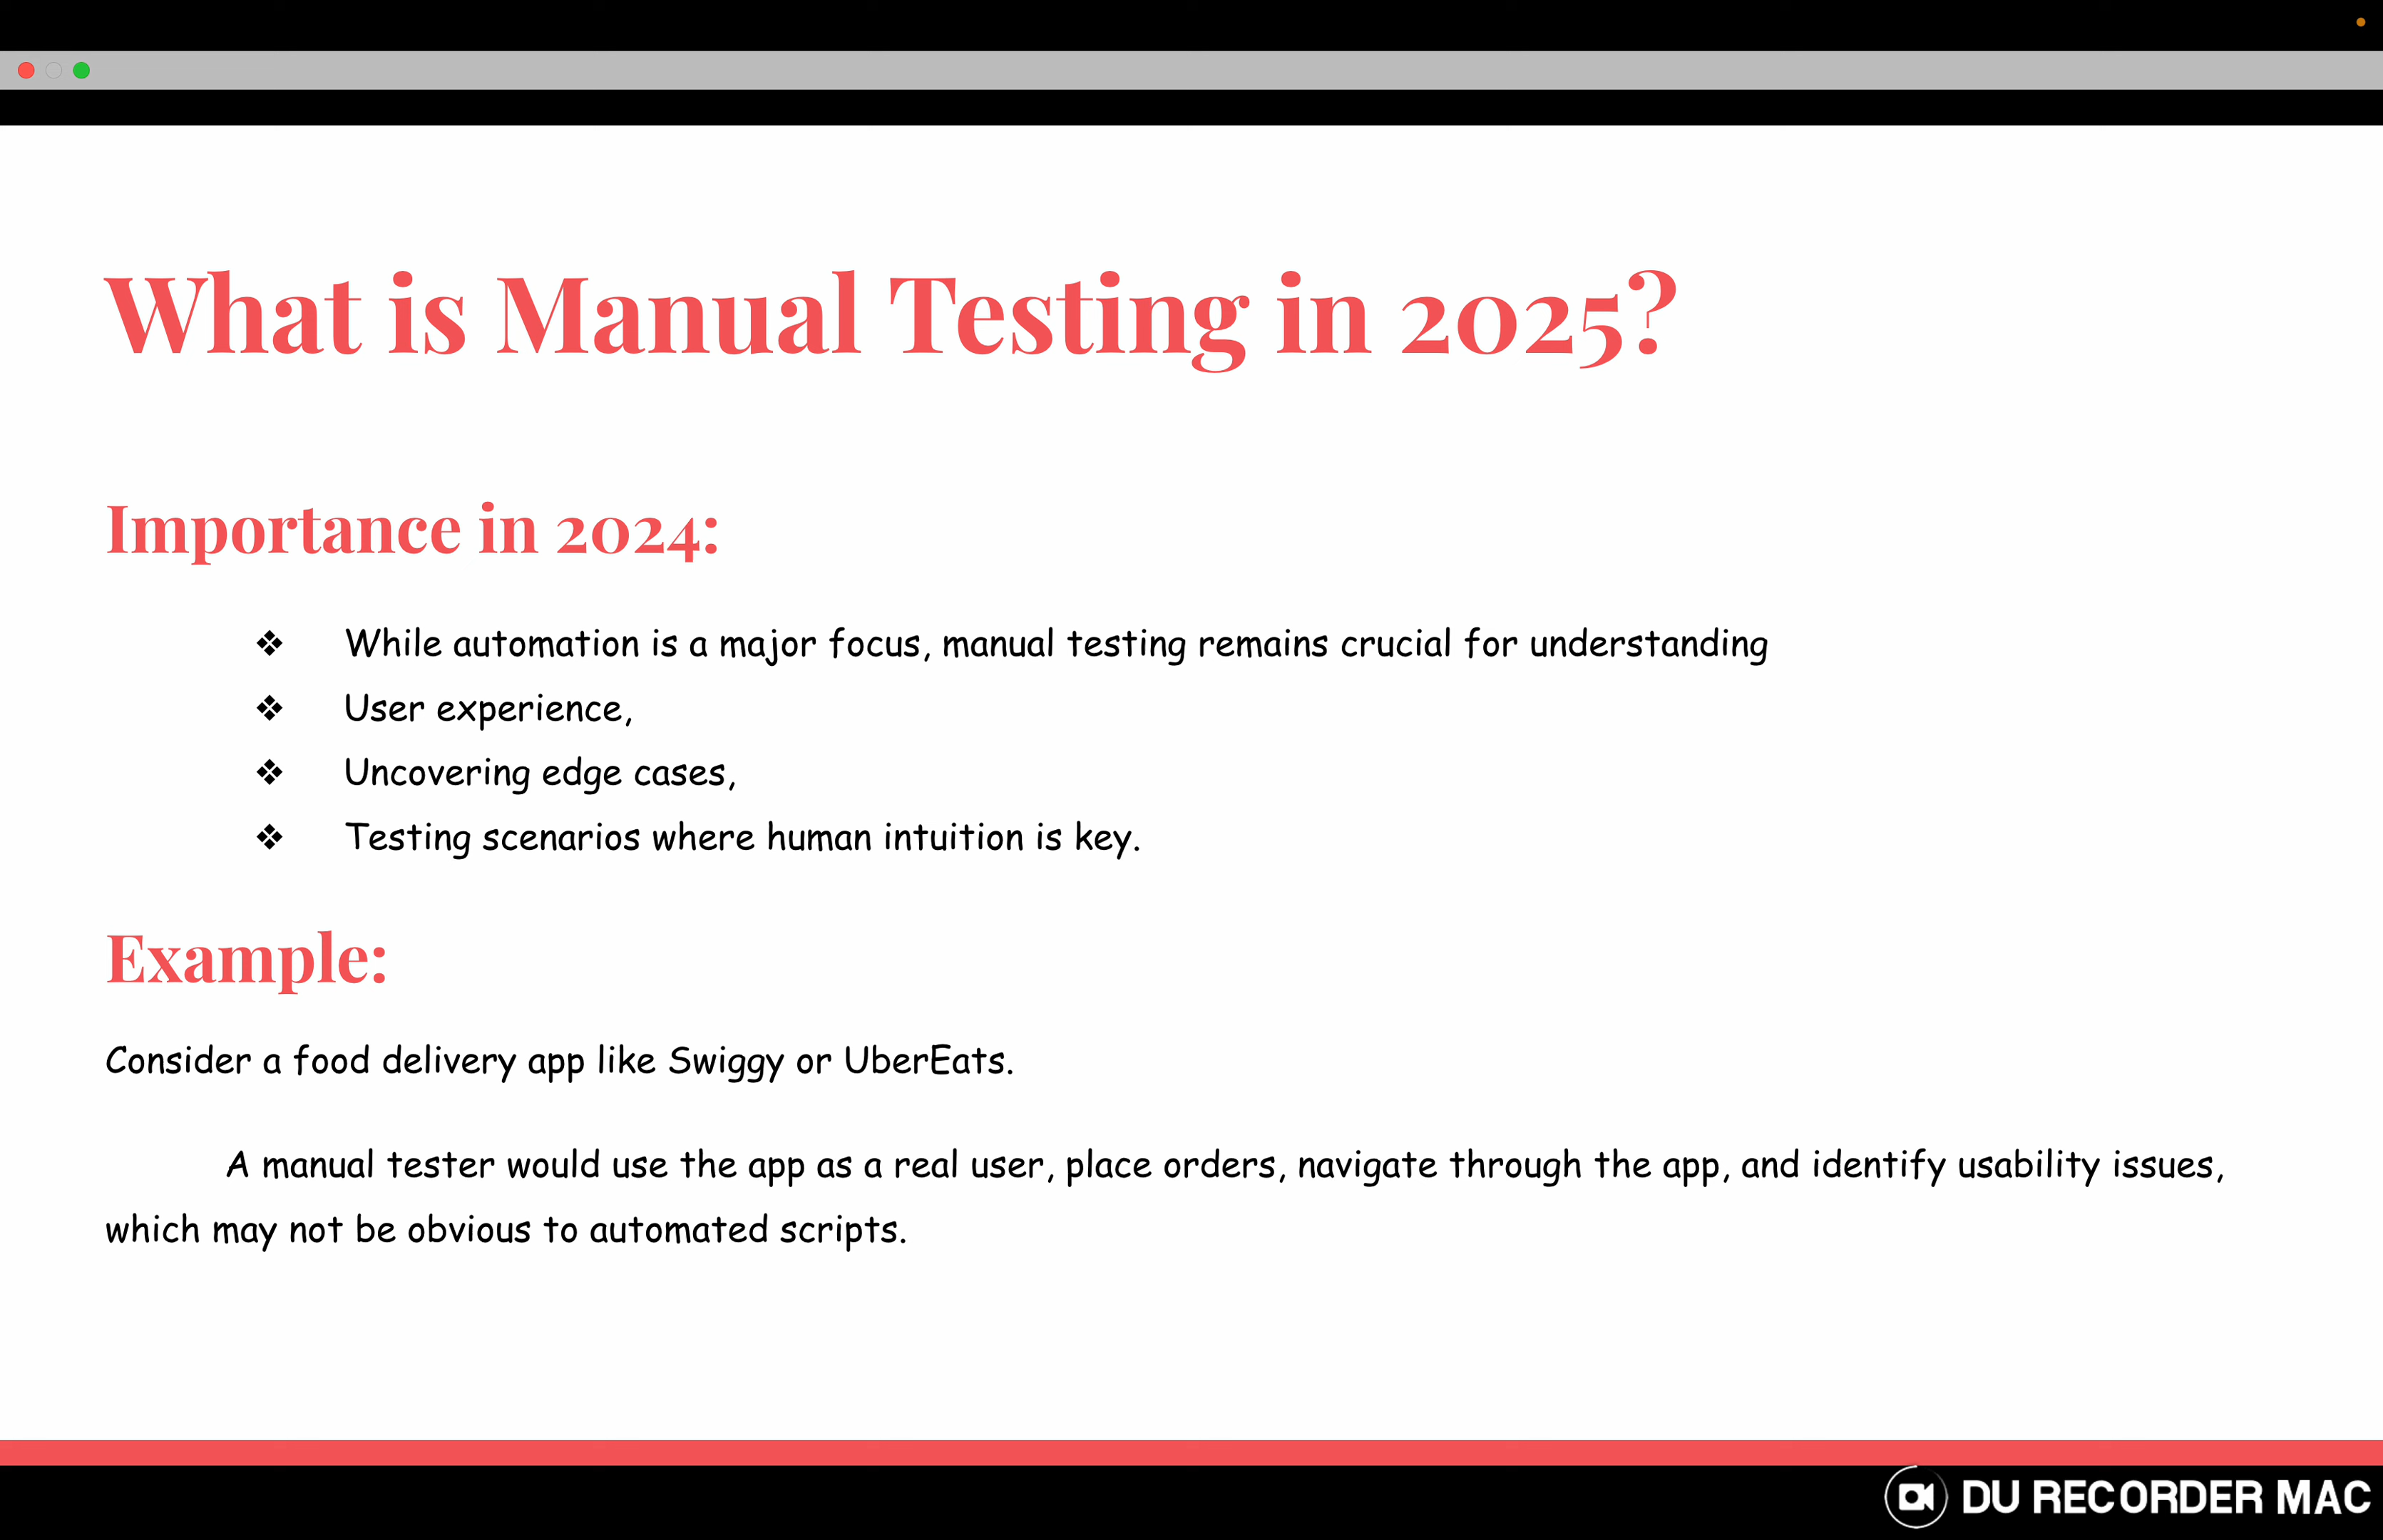 What is Manual Testing in 2025?
Importance in 2024:
❖ While automation is a major focus, manual testing remains crucial for understanding
❖ User experience,
❖ Uncovering edge cases,
❖ Testing scenarios where human intuition is key.
Example:
Consider a food delivery app like Swiggy or UberEats.
A manual tester would use the app as a real user, place orders, navigate through the app, and identify usability issues,
which may not be obvious to automated scripts.
DU RECORDER MAC